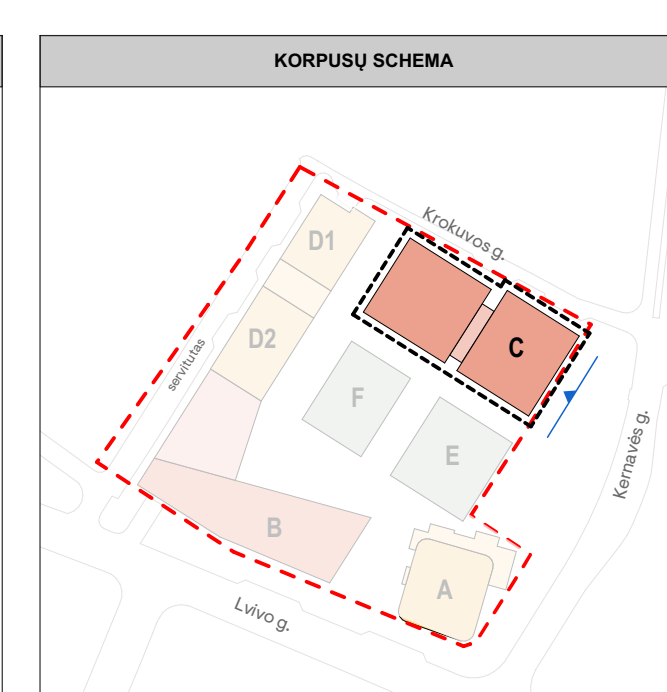 KORPUSŲ SCHEMA
Krokuvos g.
D1
C
D2
servitutas
F
E
Kernavės g.
B
A
Lvivo g.